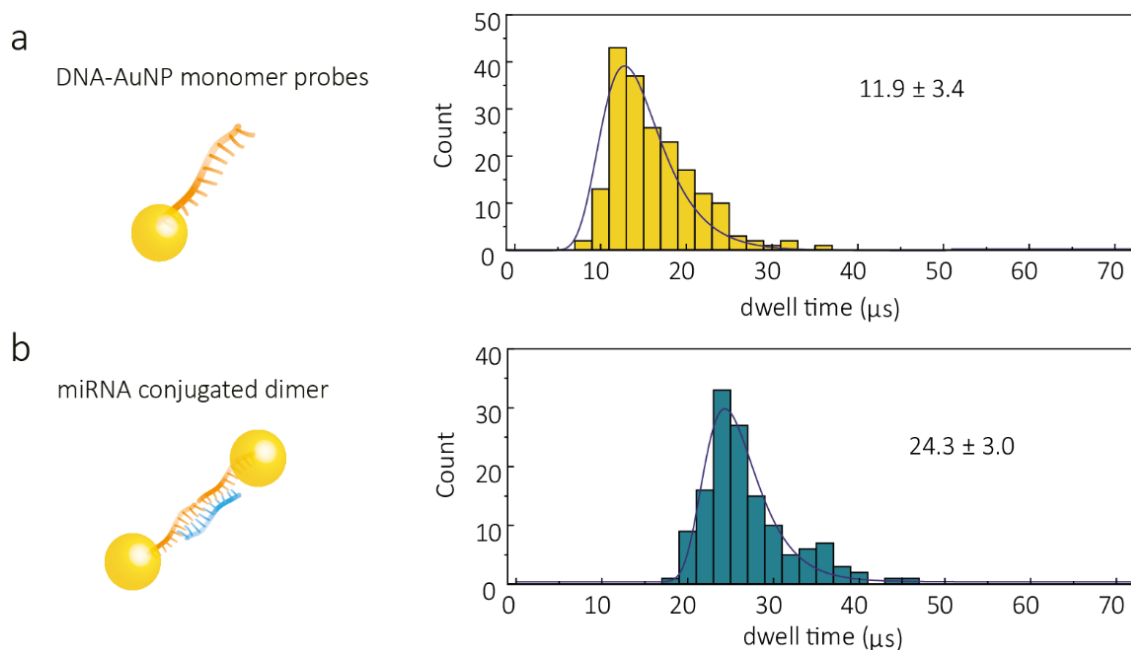 a
DNA-AuNP monomer probes
Count
50
40
30
20
10
0
11.9 ± 3.4
0 10 20 30 40 50 60 70
dwell time (µs)
b
miRNA conjugated dimer
Count
40
30
20
10
0
24.3 ± 3.0
0 10 20 30 40 50 60 70
dwell time (µs)